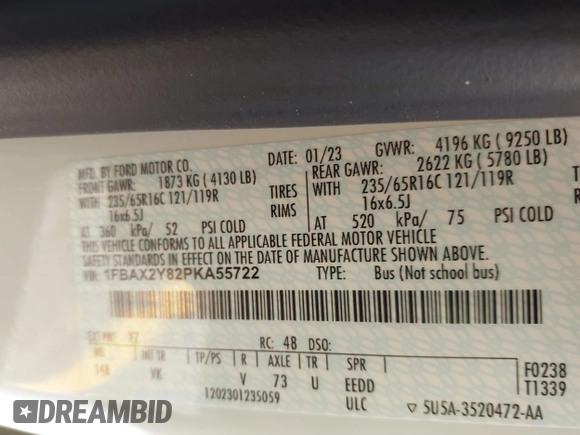 MFD. BY FORD MOTOR CO.
DATE: 01/23 GVWR: 4196 KG ( 9250 LB)
FRONT GAWR: 1873 KG ( 4130 LB) REAR GAWR: 2622 KG ( 5780 LB)
WITH 235/65R16C 121/119R TIRES WITH 235/65R16C 121/119R
16x6.5J RIMS 16x6.5J
AT 360 kPa/ 52 PSI COLD AT 520 kPa/ 75 PSI COLD
THIS VEHICLE CONFORMS TO ALL APPLICABLE FEDERAL MOTOR VEHICLE
SAFETY STANDARDS IN EFFECT ON THE DATE OF MANUFACTURE SHOWN ABOVE.
VIN: 1FBAX2Y82PKA55722 TYPE: Bus (Not school bus)
EXT PNT: YZ RC: 48 DSO:
WB INT TR TP/PS R AXLE TR SPR
148 VK V 73 U EEDD
F0238
T1339
1202301235059 ULC ▽ 5U5A-3520472-AA
DREAMBID